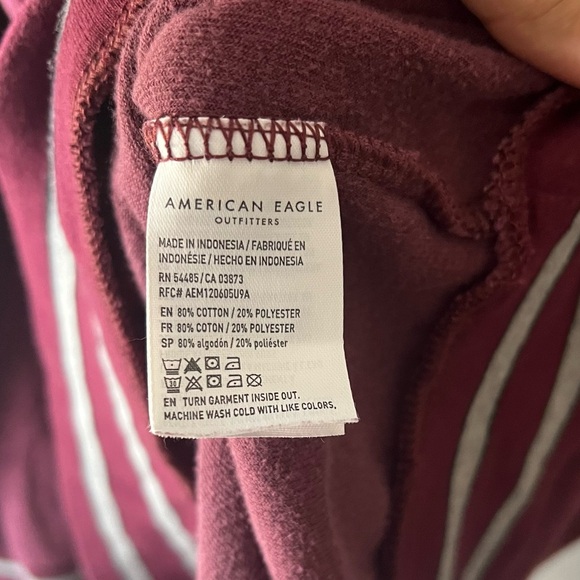 AMERICAN EAGLE
OUTFITTERS
MADE IN INDONESIA / FABRIQUÉ EN
INDONÉSIE / HECHO EN INDONESIA
RN 54485 / CA 03873
RFC# AEM120605U9A
EN 80% COTTON / 20% POLYESTER
FR 80% COTON / 20% POLYESTER
SP 80% algodón / 20% poliéster
EN TURN GARMENT INSIDE OUT.
MACHINE WASH COLD WITH LIKE COLORS,